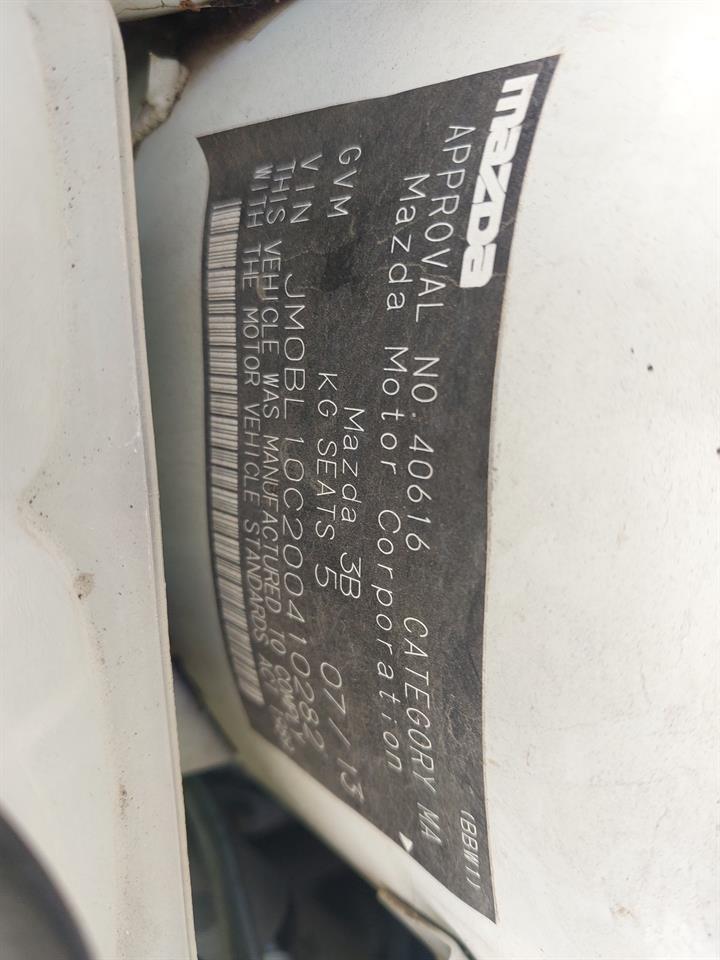 mazda
APPROVAL NO. 40616 CATEGORY MA
(BBW1)
Mazda Motor Corporation
Mazda 3B 07/13
GVM KG SEATS 5
VIN JM0BL10C200410282
THIS VEHICLE WAS MANUFACTURED TO COMPLY
WITH THE MOTOR VEHICLE STANDARDS ACT 1989